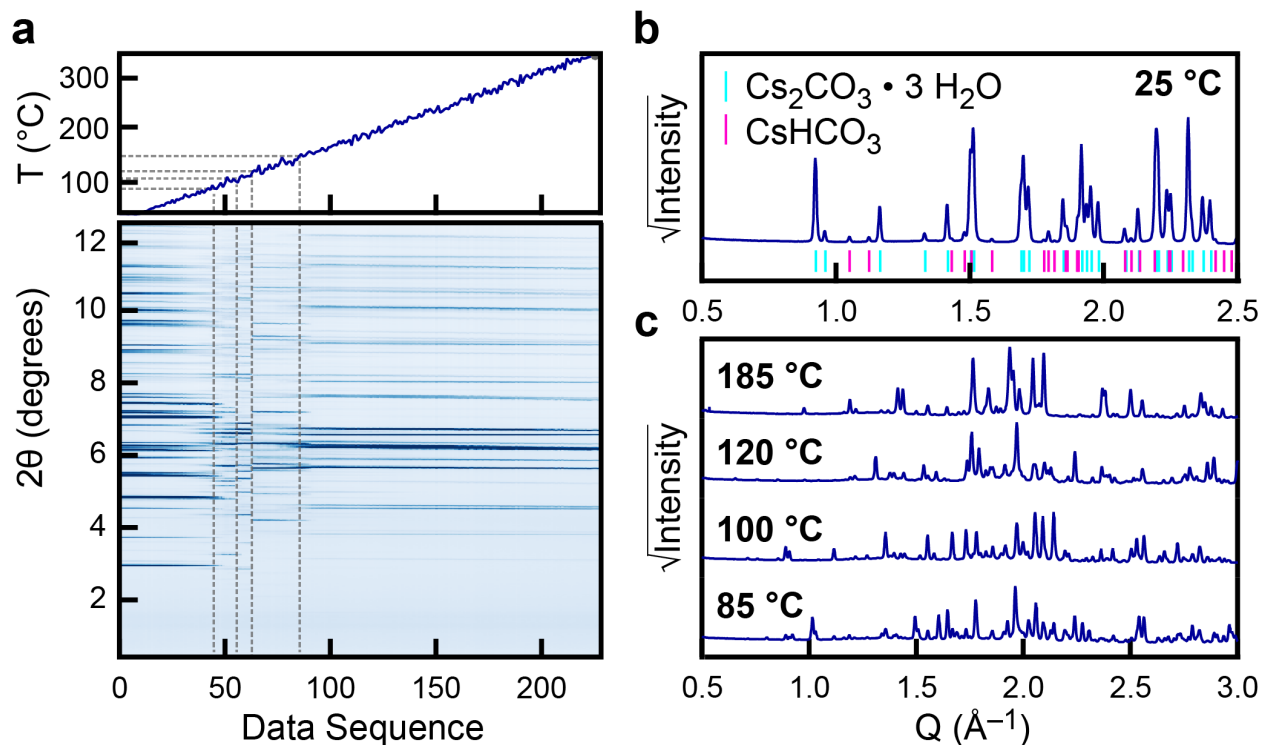 a
T (°C)
300
200
100
2θ (degrees)
12
10
8
6
4
2
0 50 100 150 200
Data Sequence
b
√Intensity
Cs₂CO₃ • 3 H₂O
CsHCO₃
25 °C
0.5 1.0 1.5 2.0 2.5
c
√Intensity
185 °C
120 °C
100 °C
85 °C
0.5 1.0 1.5 2.0 2.5 3.0
Q (Å⁻¹)